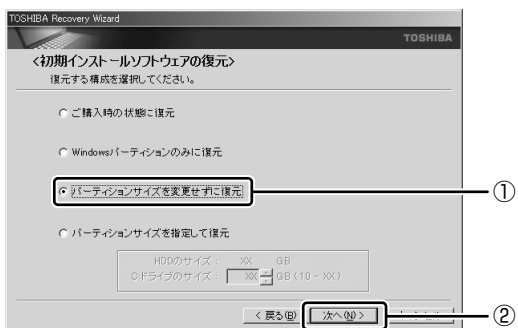 TOSHIBA Recovery Wizard
TOSHIBA
<初期インストールソフトウェアの復元>
復元する構成を選択してください。
ご購入時の状態に復元
Windowsパーティションのみに復元
パーティションサイズを変更せずに復元
①
パーティションサイズを指定して復元
HDDのサイズ： XX GB
C:ドライブのサイズ： XX GB (10 - XX)
< 戻る(B)
次へ(N) >
②